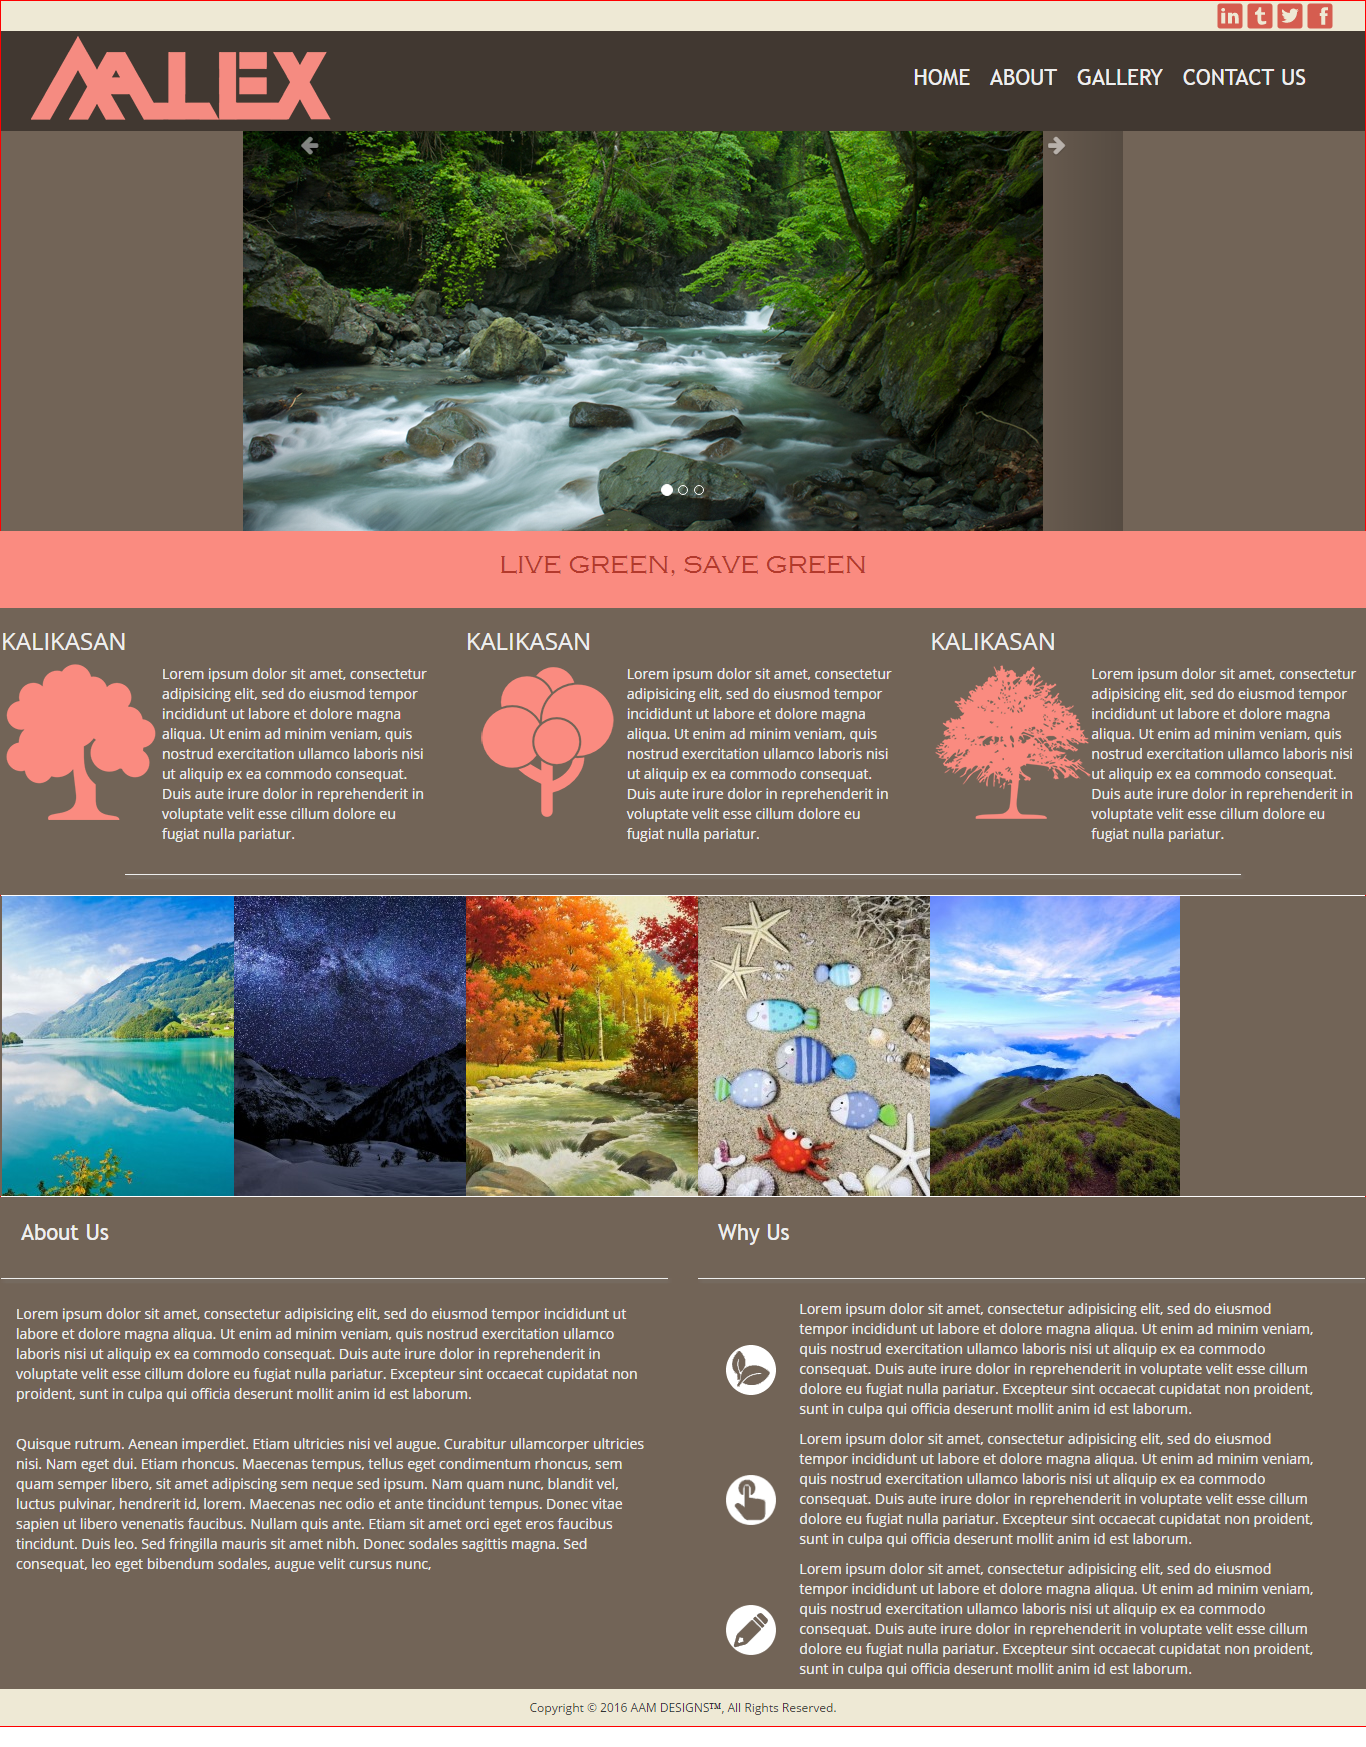 in t f
AALEX
HOME ABOUT GALLERY CONTACT US
LIVE GREEN, SAVE GREEN
KALIKASAN
Lorem ipsum dolor sit amet, consectetur
adipisicing elit, sed do eiusmod tempor
incididunt ut labore et dolore magna
aliqua. Ut enim ad minim veniam, quis
nostrud exercitation ullamco laboris nisi
ut aliquip ex ea commodo consequat.
Duis aute irure dolor in reprehenderit in
voluptate velit esse cillum dolore eu
fugiat nulla pariatur.
KALIKASAN
Lorem ipsum dolor sit amet, consectetur
adipisicing elit, sed do eiusmod tempor
incididunt ut labore et dolore magna
aliqua. Ut enim ad minim veniam, quis
nostrud exercitation ullamco laboris nisi
ut aliquip ex ea commodo consequat.
Duis aute irure dolor in reprehenderit in
voluptate velit esse cillum dolore eu
fugiat nulla pariatur.
KALIKASAN
Lorem ipsum dolor sit amet, consectetur
adipisicing elit, sed do eiusmod tempor
incididunt ut labore et dolore magna
aliqua. Ut enim ad minim veniam, quis
nostrud exercitation ullamco laboris nisi
ut aliquip ex ea commodo consequat.
Duis aute irure dolor in reprehenderit in
voluptate velit esse cillum dolore eu
fugiat nulla pariatur.
About Us
Lorem ipsum dolor sit amet, consectetur adipisicing elit, sed do eiusmod tempor incididunt ut
labore et dolore magna aliqua. Ut enim ad minim veniam, quis nostrud exercitation ullamco
laboris nisi ut aliquip ex ea commodo consequat. Duis aute irure dolor in reprehenderit in
voluptate velit esse cillum dolore eu fugiat nulla pariatur. Excepteur sint occaecat cupidatat non
proident, sunt in culpa qui officia deserunt mollit anim id est laborum.
Quisque rutrum. Aenean imperdiet. Etiam ultricies nisi vel augue. Curabitur ullamcorper ultricies
nisi. Nam eget dui. Etiam rhoncus. Maecenas tempus, tellus eget condimentum rhoncus, sem
quam semper libero, sit amet adipiscing sem neque sed ipsum. Nam quam nunc, blandit vel,
luctus pulvinar, hendrerit id, lorem. Maecenas nec odio et ante tincidunt tempus. Donec vitae
sapien ut libero venenatis faucibus. Nullam quis ante. Etiam sit amet orci eget eros faucibus
tincidunt. Duis leo. Sed fringilla mauris sit amet nibh. Donec sodales sagittis magna. Sed
consequat, leo eget bibendum sodales, augue velit cursus nunc,
Why Us
Lorem ipsum dolor sit amet, consectetur adipisicing elit, sed do eiusmod
tempor incididunt ut labore et dolore magna aliqua. Ut enim ad minim veniam,
quis nostrud exercitation ullamco laboris nisi ut aliquip ex ea commodo
consequat. Duis aute irure dolor in reprehenderit in voluptate velit esse cillum
dolore eu fugiat nulla pariatur. Excepteur sint occaecat cupidatat non proident,
sunt in culpa qui officia deserunt mollit anim id est laborum.
Lorem ipsum dolor sit amet, consectetur adipisicing elit, sed do eiusmod
tempor incididunt ut labore et dolore magna aliqua. Ut enim ad minim veniam,
quis nostrud exercitation ullamco laboris nisi ut aliquip ex ea commodo
consequat. Duis aute irure dolor in reprehenderit in voluptate velit esse cillum
dolore eu fugiat nulla pariatur. Excepteur sint occaecat cupidatat non proident,
sunt in culpa qui officia deserunt mollit anim id est laborum.
Lorem ipsum dolor sit amet, consectetur adipisicing elit, sed do eiusmod
tempor incididunt ut labore et dolore magna aliqua. Ut enim ad minim veniam,
quis nostrud exercitation ullamco laboris nisi ut aliquip ex ea commodo
consequat. Duis aute irure dolor in reprehenderit in voluptate velit esse cillum
dolore eu fugiat nulla pariatur. Excepteur sint occaecat cupidatat non proident,
sunt in culpa qui officia deserunt mollit anim id est laborum.
Copyright © 2016 AAM DESIGNS™, All Rights Reserved.